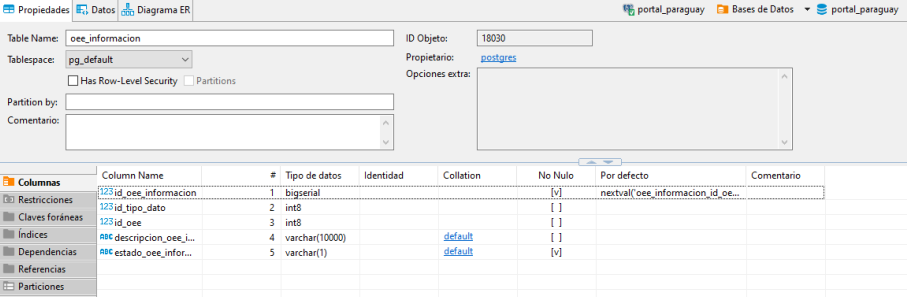 Propiedades Datos Diagrama ER portal_paraguay Bases de Datos portal_paraguay
Table Name: oee_informacion ID Objeto: 18030
Tablespace: pg_default Propietario: postgres
Has Row-Level Security Partitions Opciones extra:
Partition by:
Comentario:
Columnas
Restricciones
Claves foráneas
Índices
Dependencias
Referencias
Particiones
Column Name # Tipo de datos Identidad Collation No Nulo Por defecto Comentario
123 id_oee_informacion 1 bigserial [v] nextval('oee_informacion_id_oe...
123 id_tipo_dato 2 int8 [ ]
123 id_oee 3 int8 [ ]
ABC descripcion_oee_i... 4 varchar(10000) default [ ]
ABC estado_oee_infor... 5 varchar(1) default [v]